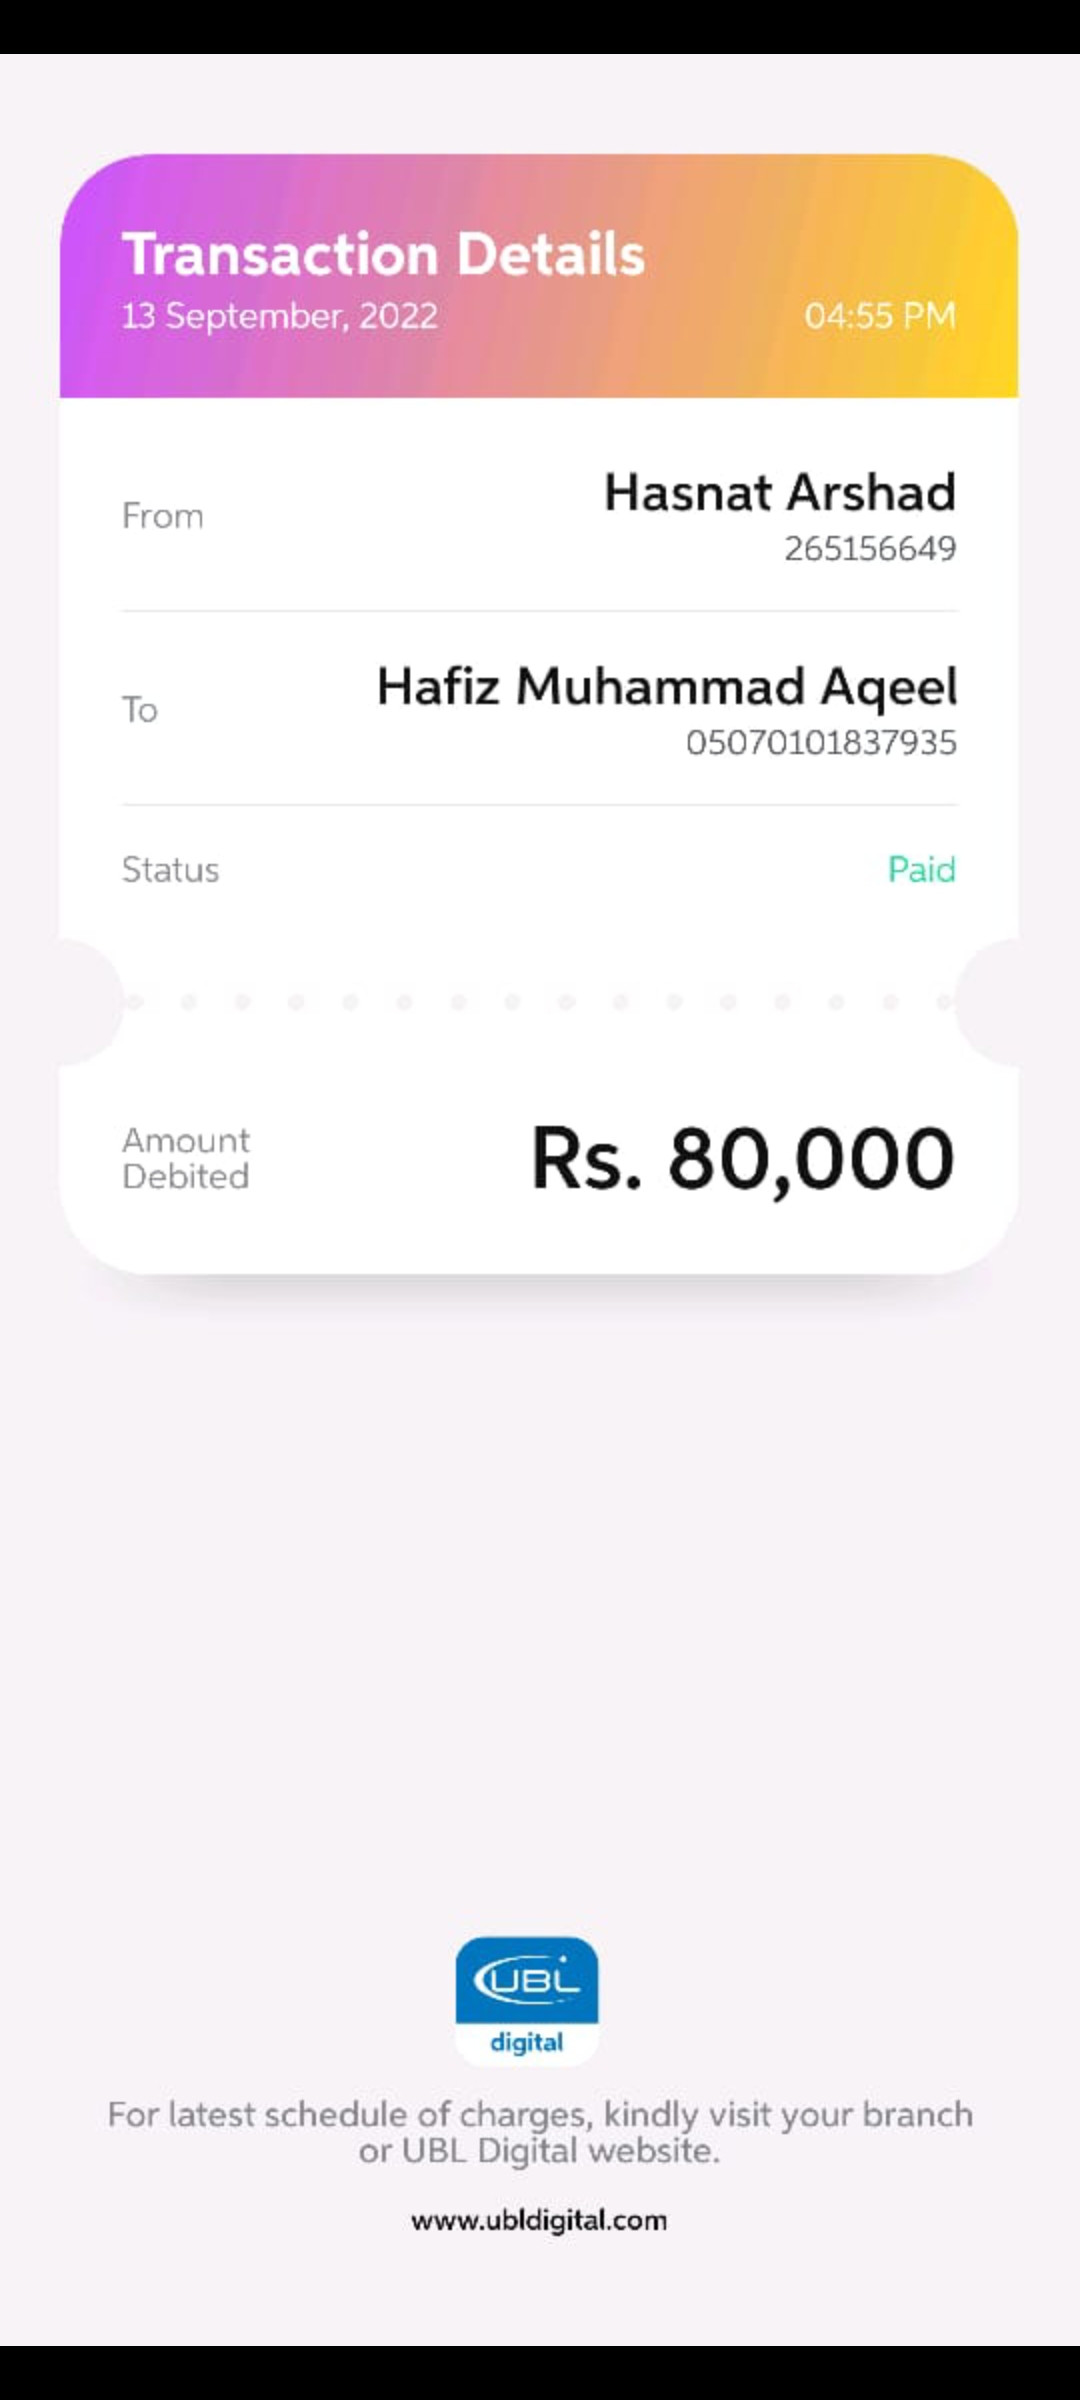 Transaction Details
13 September, 2022 04:55 PM
From
Hasnat Arshad
265156649
To
Hafiz Muhammad Aqeel
05070101837935
Status Paid
Amount
Debited
Rs. 80,000
UBL
digital
For latest schedule of charges, kindly visit your branch
or UBL Digital website.
www.ubldigital.com